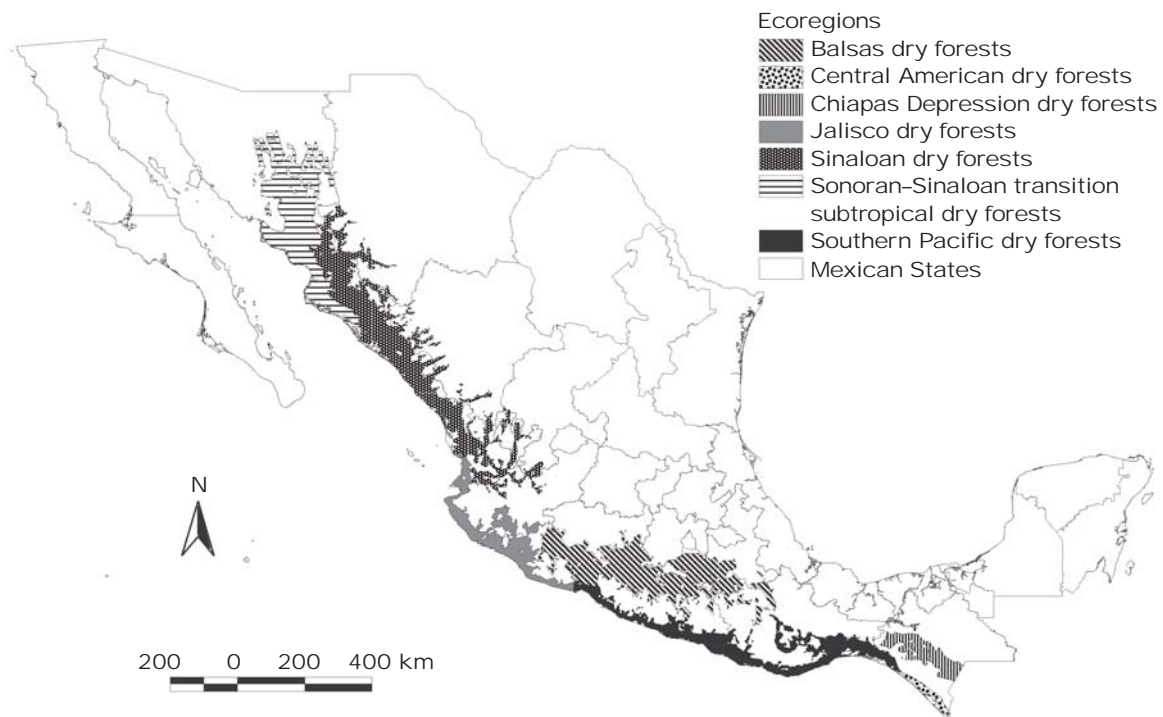 Ecoregions
Balsas dry forests
Central American dry forests
Chiapas Depression dry forests
Jalisco dry forests
Sinaloan dry forests
Sonoran–Sinaloan transition
subtropical dry forests
Southern Pacific dry forests
Mexican States
N
200 0 200 400 km